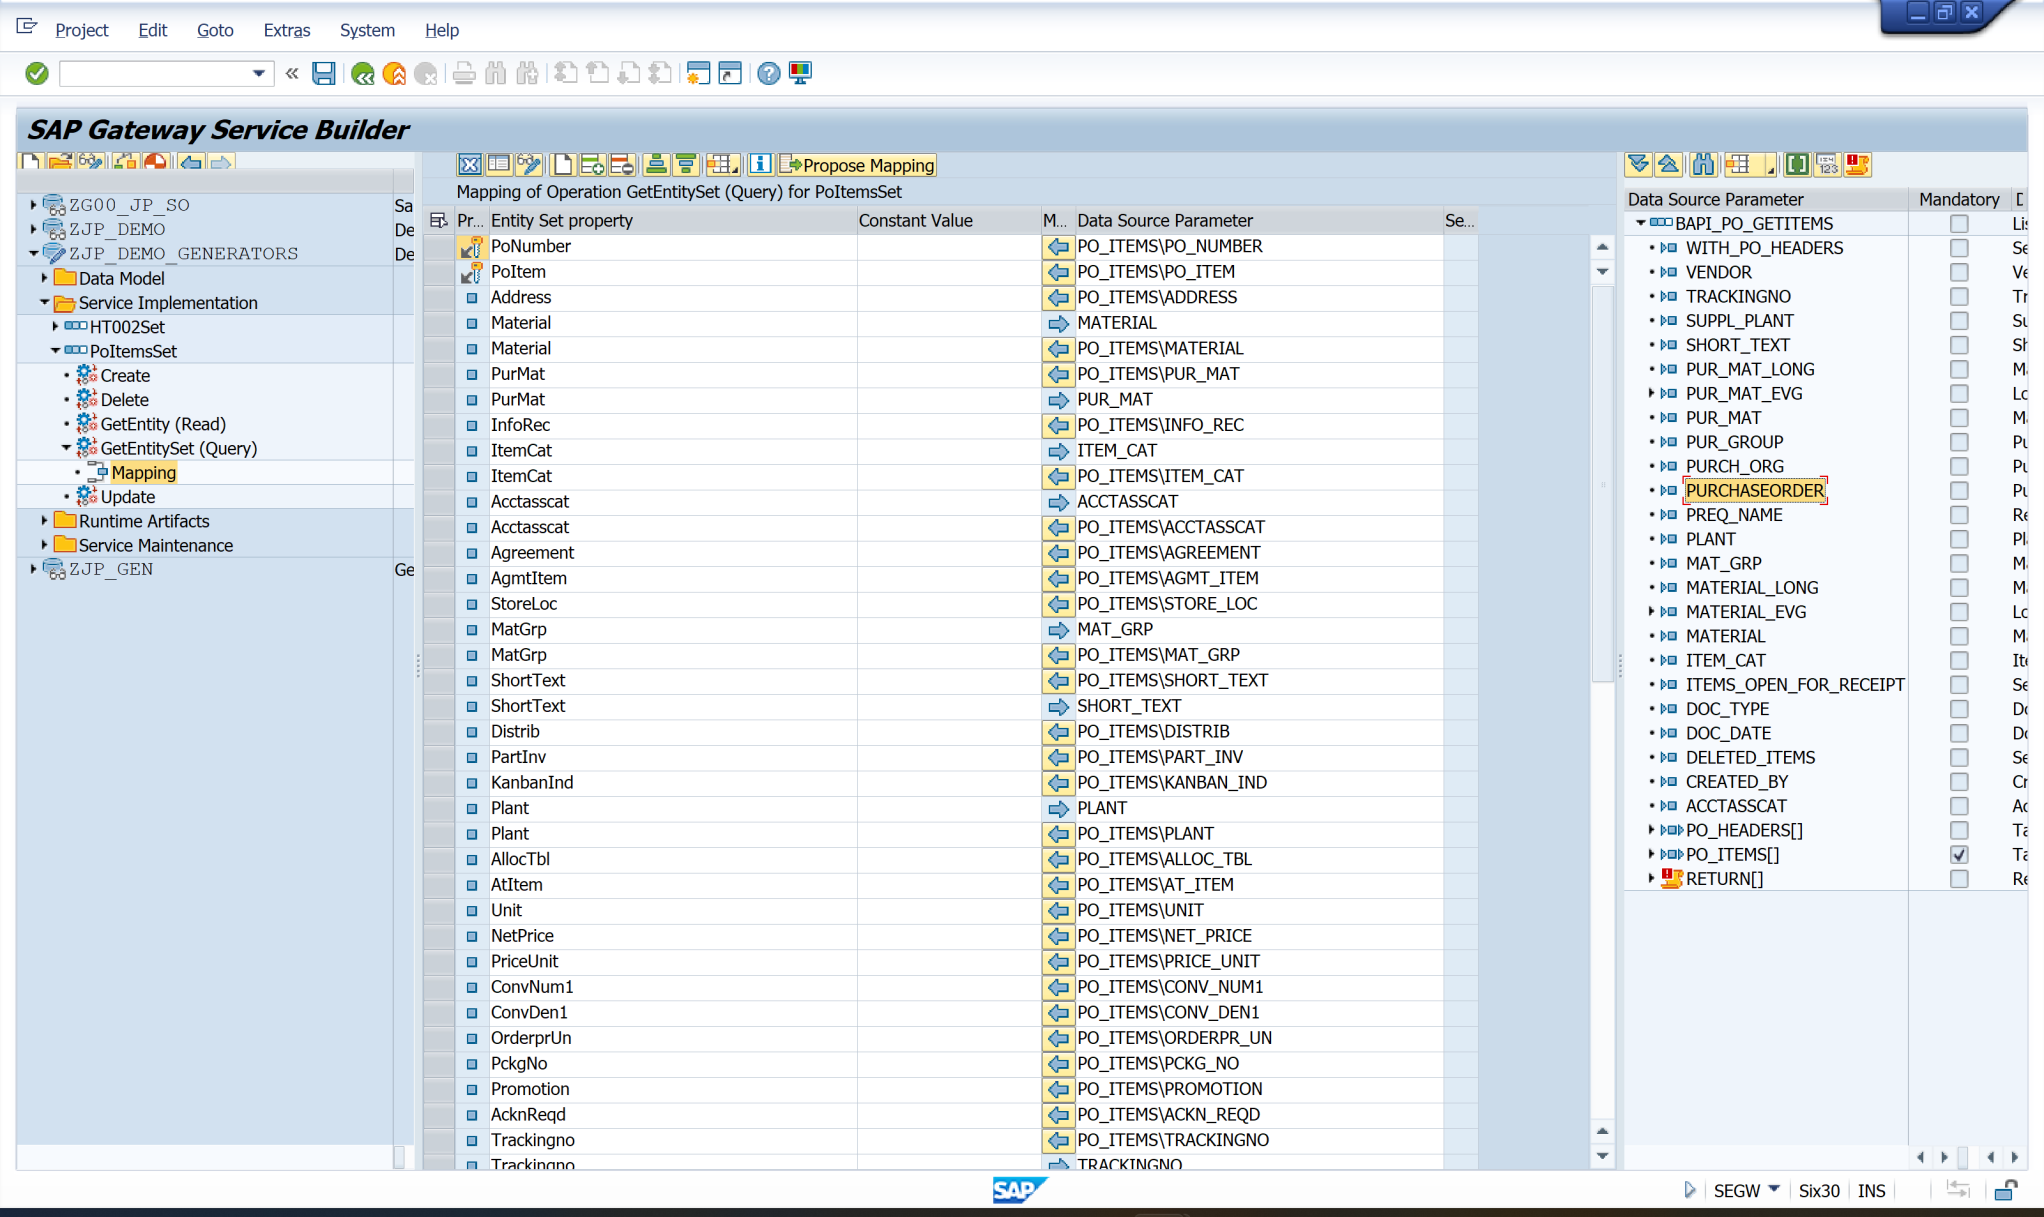 Project Edit Goto Extras System Help
SAP Gateway Service Builder
ZG00_JP_SO Sa
ZJP_DEMO De
ZJP_DEMO_GENERATORS De
Data Model
Service Implementation
HT002Set
PoItemsSet
Create
Delete
GetEntity (Read)
GetEntitySet (Query)
Mapping
Update
Runtime Artifacts
Service Maintenance
ZJP_GEN Ge
Propose Mapping
Mapping of Operation GetEntitySet (Query) for PoItemsSet
Pr... Entity Set property Constant Value M... Data Source Parameter Se...
PoNumber PO_ITEMS\PO_NUMBER
PoItem PO_ITEMS\PO_ITEM
Address PO_ITEMS\ADDRESS
Material MATERIAL
Material PO_ITEMS\MATERIAL
PurMat PO_ITEMS\PUR_MAT
PurMat PUR_MAT
InfoRec PO_ITEMS\INFO_REC
ItemCat ITEM_CAT
ItemCat PO_ITEMS\ITEM_CAT
Acctasscat ACCTASSCAT
Acctasscat PO_ITEMS\ACCTASSCAT
Agreement PO_ITEMS\AGREEMENT
AgmtItem PO_ITEMS\AGMT_ITEM
StoreLoc PO_ITEMS\STORE_LOC
MatGrp MAT_GRP
MatGrp PO_ITEMS\MAT_GRP
ShortText PO_ITEMS\SHORT_TEXT
ShortText SHORT_TEXT
Distrib PO_ITEMS\DISTRIB
PartInv PO_ITEMS\PART_INV
KanbanInd PO_ITEMS\KANBAN_IND
Plant PLANT
Plant PO_ITEMS\PLANT
AllocTbl PO_ITEMS\ALLOC_TBL
AtItem PO_ITEMS\AT_ITEM
Unit PO_ITEMS\UNIT
NetPrice PO_ITEMS\NET_PRICE
PriceUnit PO_ITEMS\PRICE_UNIT
ConvNum1 PO_ITEMS\CONV_NUM1
ConvDen1 PO_ITEMS\CONV_DEN1
OrderprUn PO_ITEMS\ORDERPR_UN
PckgNo PO_ITEMS\PCKG_NO
Promotion PO_ITEMS\PROMOTION
AcknReqd PO_ITEMS\ACKN_REQD
Trackingno PO_ITEMS\TRACKINGNO
Trackingno TRACKINGNO
Data Source Parameter Mandatory
BAPI_PO_GETITEMS
WITH_PO_HEADERS Se
VENDOR Ve
TRACKINGNO Tr
SUPPL_PLANT Su
SHORT_TEXT Sh
PUR_MAT_LONG
PUR_MAT_EVG Lo
PUR_MAT
PUR_GROUP Pu
PURCH_ORG Pu
PURCHASEORDER Pu
PREQ_NAME Re
PLANT Pl
MAT_GRP
MATERIAL_LONG
MATERIAL_EVG Lo
MATERIAL
ITEM_CAT
ITEMS_OPEN_FOR_RECEIPT Se
DOC_TYPE Do
DOC_DATE Do
DELETED_ITEMS Se
CREATED_BY Cr
ACCTASSCAT Ac
PO_HEADERS[] Ta
PO_ITEMS[] Ta
RETURN[] Re
SAP
SEGW Six30 INS